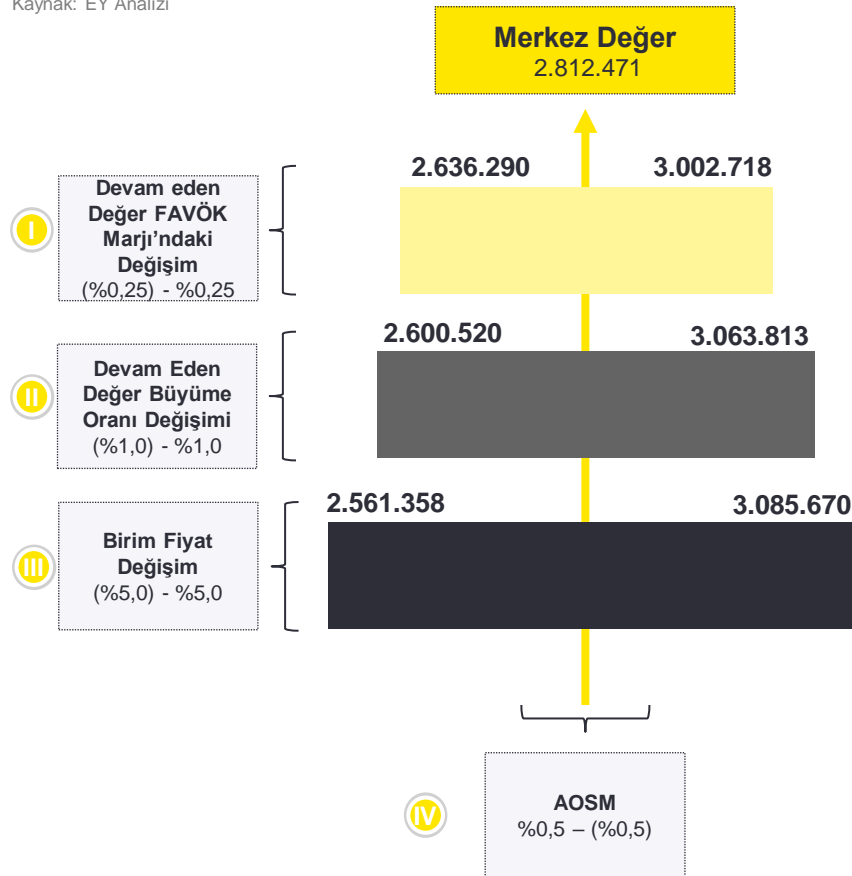 Kaynak: EY Analizi
Merkez Değer
2.812.471
2.636.290
3.002.718
I
Devam eden
Değer FAVÖK
Marjı'ndaki
Değişim
(%0,25) - %0,25
2.600.520
3.063.813
II
Devam Eden
Değer Büyüme
Oranı Değişimi
(%1,0) - %1,0
2.561.358
3.085.670
III
Birim Fiyat
Değişim
(%5,0) - %5,0
IV
AOSM
%0,5 – (%0,5)